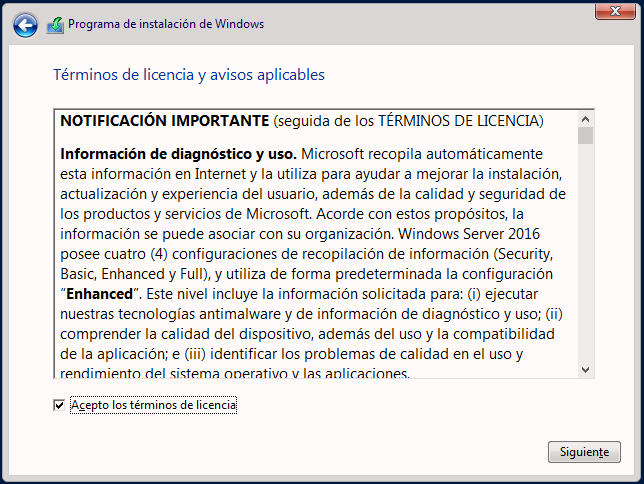 Programa de instalación de Windows
Términos de licencia y avisos aplicables
NOTIFICACIÓN IMPORTANTE (seguida de los TÉRMINOS DE LICENCIA)
Información de diagnóstico y uso. Microsoft recopila automáticamente
esta información en Internet y la utiliza para ayudar a mejorar la instalación,
actualización y experiencia del usuario, además de la calidad y seguridad de
los productos y servicios de Microsoft. Acorde con estos propósitos, la
información se puede asociar con su organización. Windows Server 2016
posee cuatro (4) configuraciones de recopilación de información (Security,
Basic, Enhanced y Full), y utiliza de forma predeterminada la configuración
“Enhanced”. Este nivel incluye la información solicitada para: (i) ejecutar
nuestras tecnologías antimalware y de información de diagnóstico y uso; (ii)
comprender la calidad del dispositivo, además del uso y la compatibilidad
de la aplicación; e (iii) identificar los problemas de calidad en el uso y
rendimiento del sistema operativo y las aplicaciones.
Acepto los términos de licencia
Siguiente